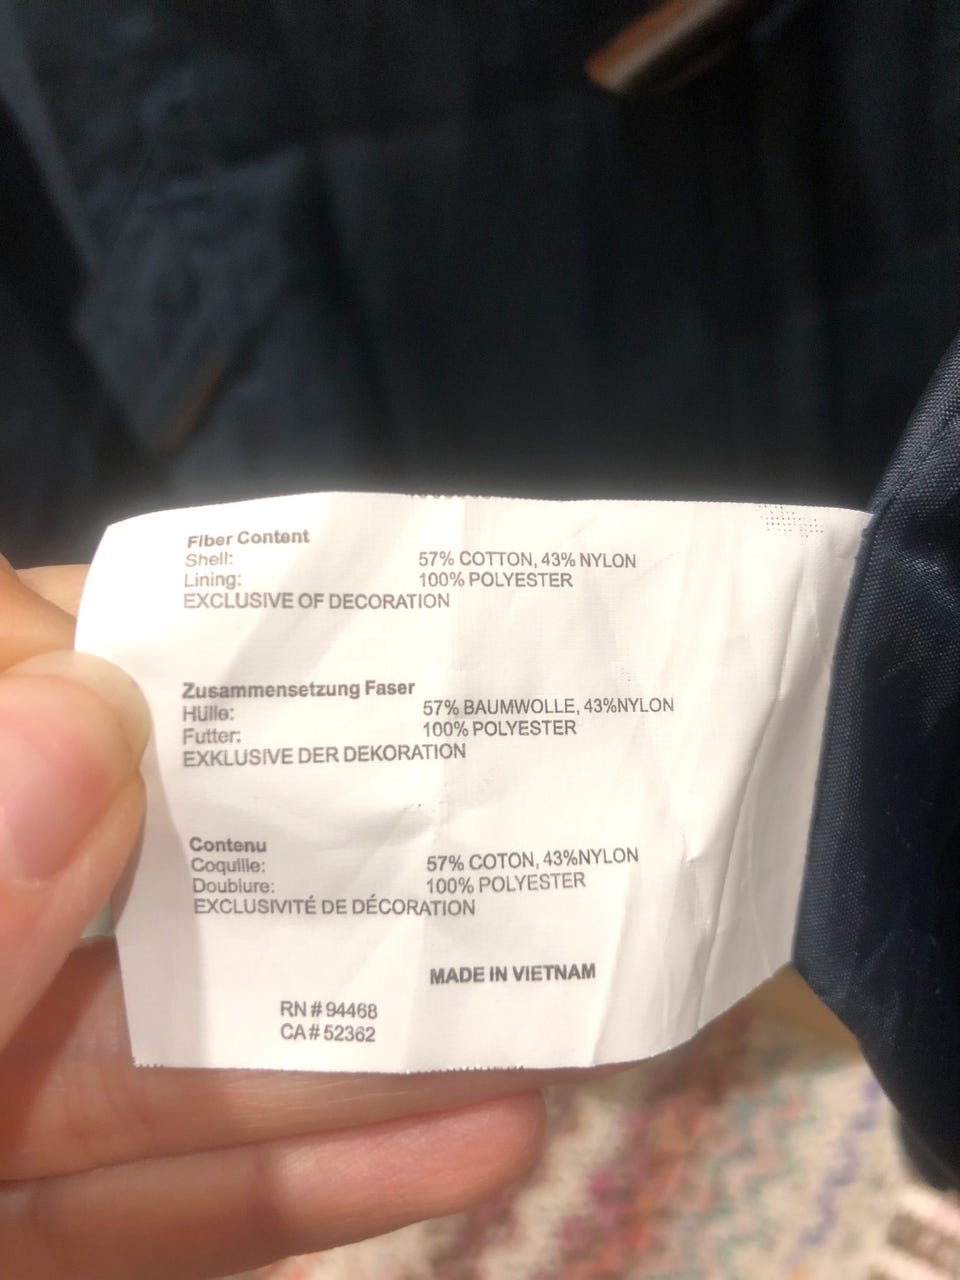 Fiber Content
Shell: 57% COTTON, 43% NYLON
Lining: 100% POLYESTER
EXCLUSIVE OF DECORATION
Zusammensetzung Faser
Hülle: 57% BAUMWOLLE, 43%NYLON
Futter: 100% POLYESTER
EXKLUSIVE DER DEKORATION
Contenu
Coquille: 57% COTON, 43%NYLON
Doublure: 100% POLYESTER
EXCLUSIVITÉ DE DÉCORATION
MADE IN VIETNAM
RN # 94468
CA # 52362